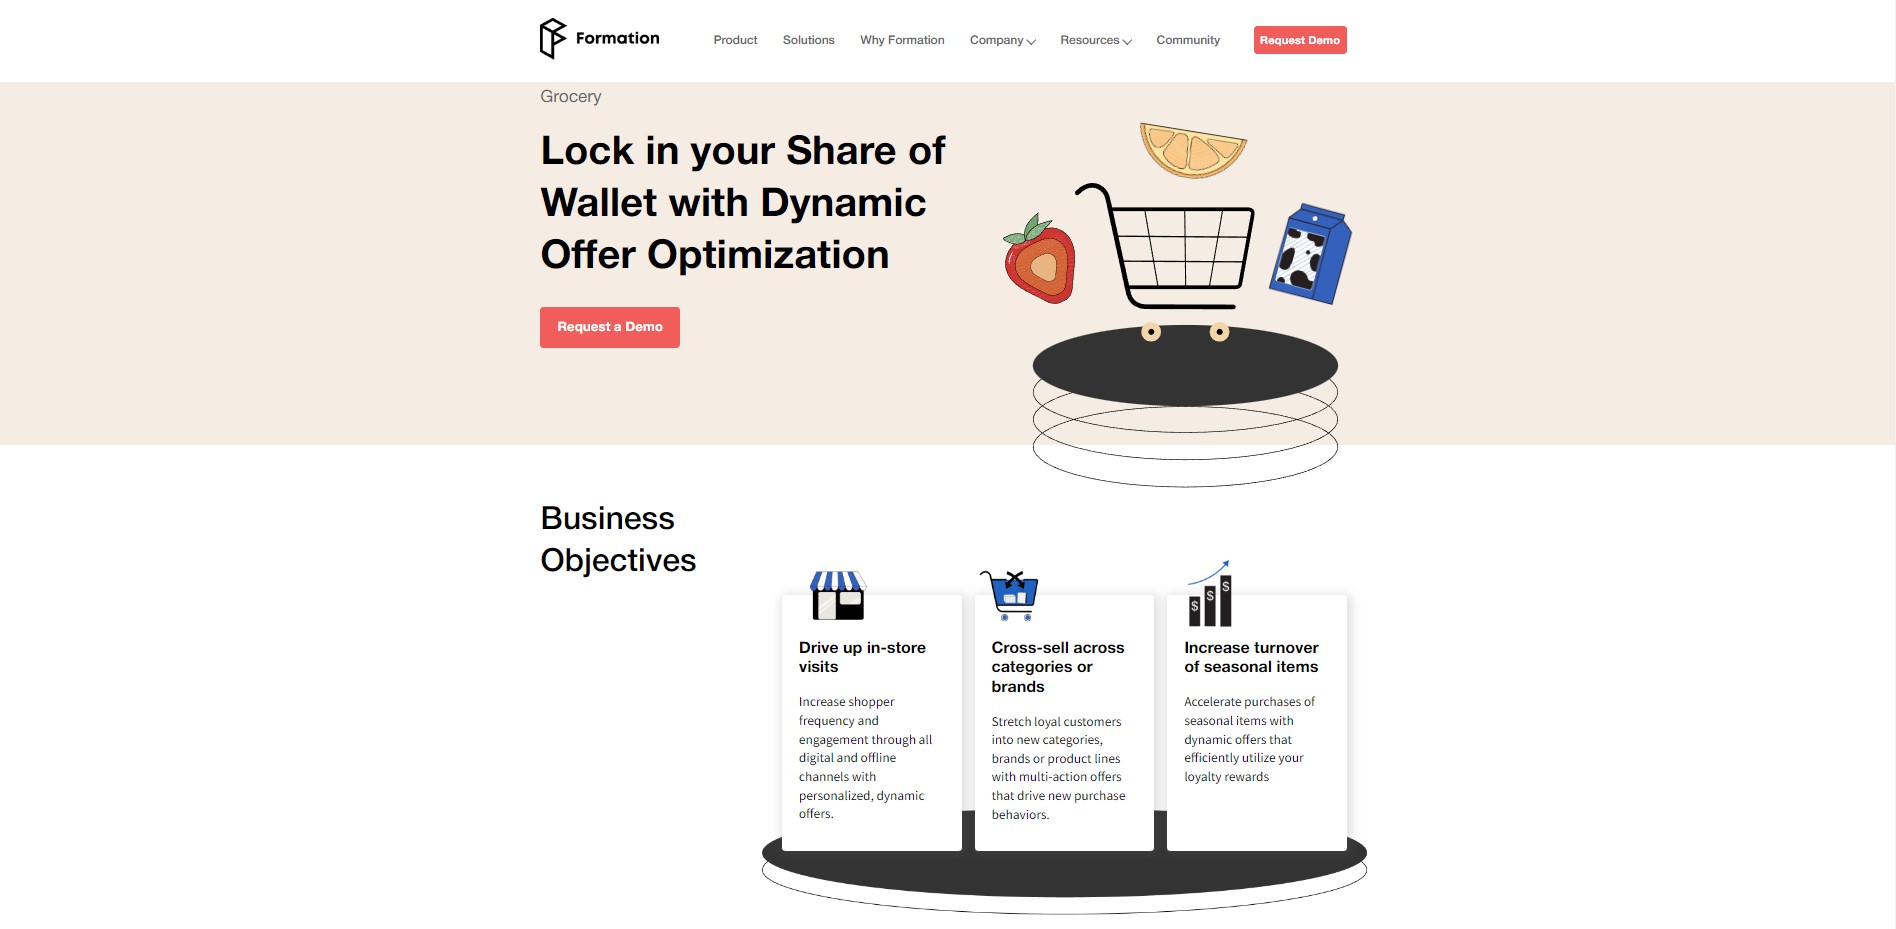 Formation
Product
Solutions
Why Formation
Company
Resources
Community
Request Demo
Grocery
Lock in your Share of
Wallet with Dynamic
Offer Optimization
Request a Demo
Business
Objectives
Drive up in-store
visits
Increase shopper
frequency and
engagement through all
digital and offline
channels with
personalized, dynamic
offers.
Cross-sell across
categories or
brands
Stretch loyal customers
into new categories,
brands or product lines
with multi-action offers
that drive new purchase
behaviors.
$ $ $
Increase turnover
of seasonal items
Accelerate purchases of
seasonal items with
dynamic offers that
efficiently utilize your
loyalty rewards